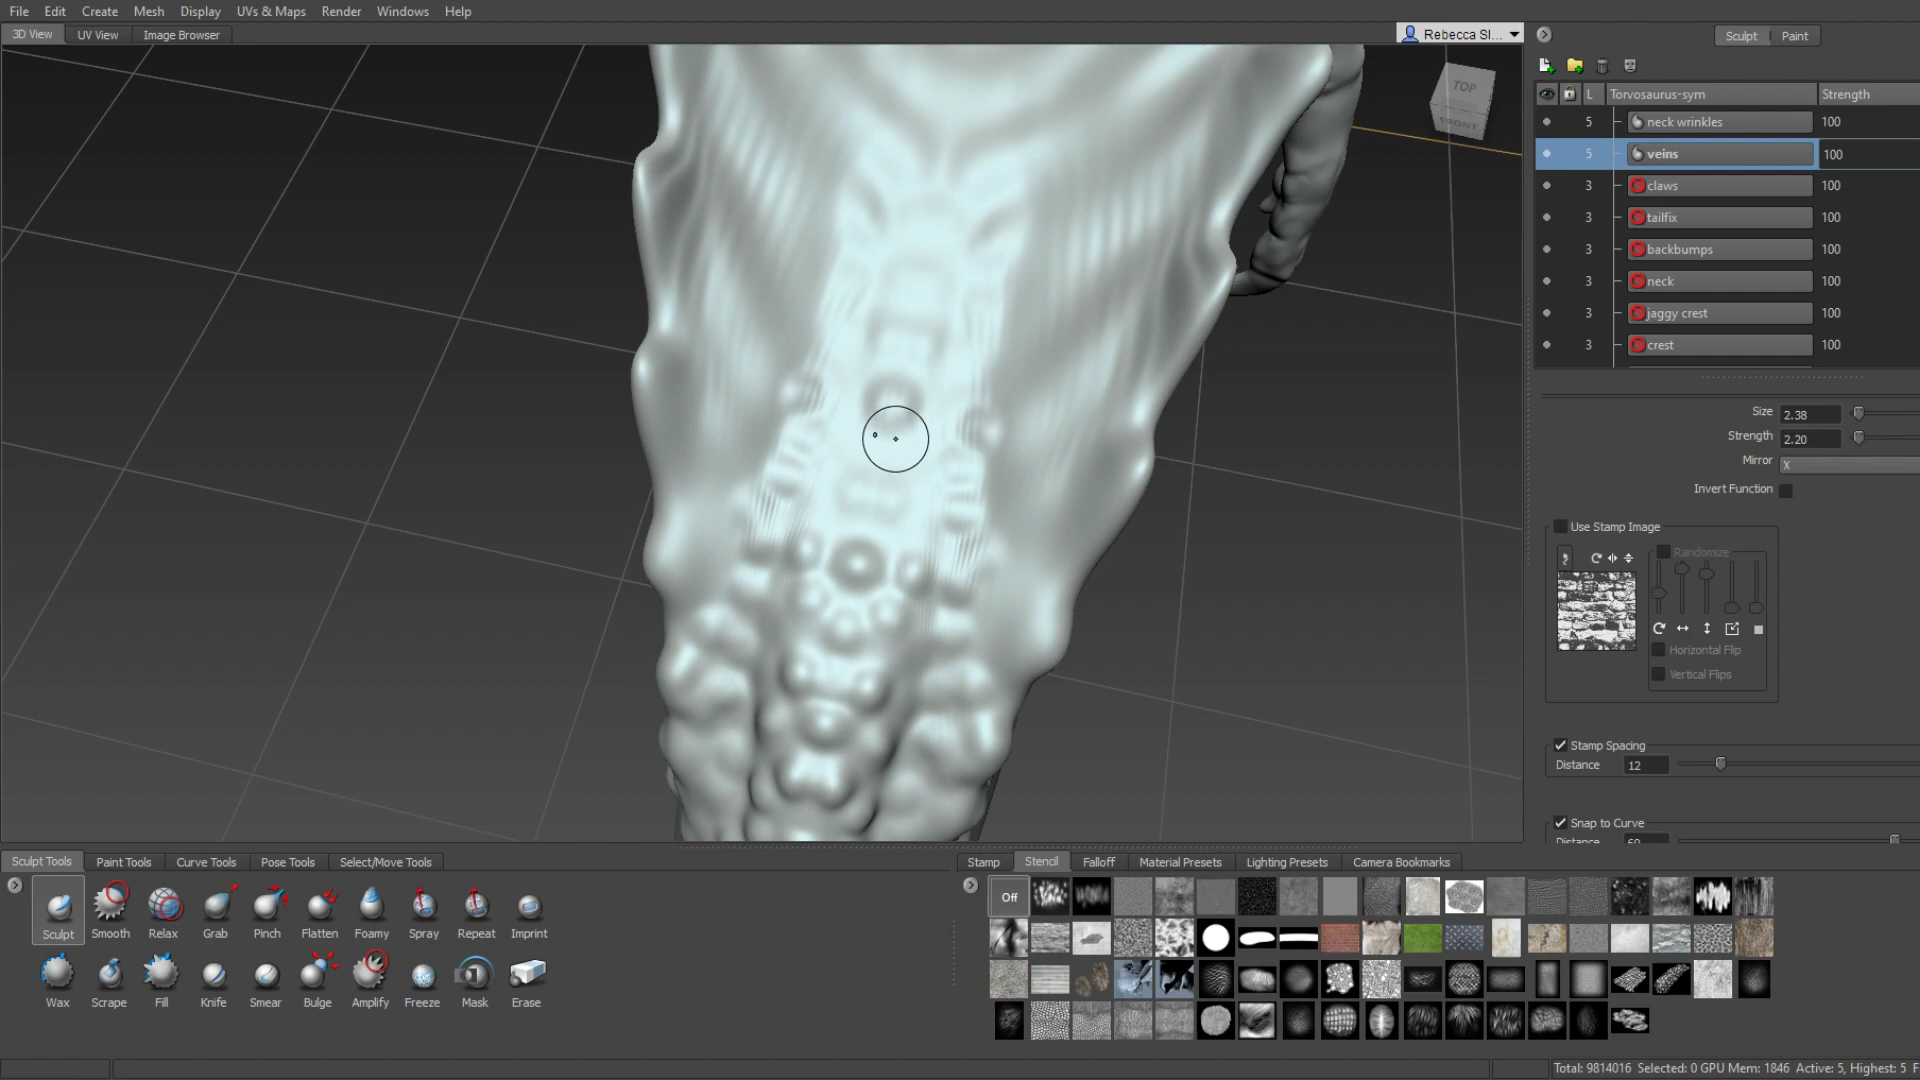 File Edit Create Mesh Display Sculpt Tools UVs & Maps Render Windows Help
3D View UV View Image Browser
Rebecca Sl...
Sculpt Paint
TOP
FRONT
L Torvosaurus-sym Strength
5 neck wrinkles 100
5 veins 100
3 claws 100
3 tailfix 100
3 backbumps 100
3 neck 100
3 jaggy crest 100
3 crest 100
Size 2.38
Strength 2.20
Mirror X
Invert Function
Use Stamp Image
Randomize
Horizontal Flip
Vertical Flips
Stamp Spacing
Distance 12
Snap to Curve
Distance 60
Sculpt Tools Paint Tools Curve Tools Pose Tools Select/Move Tools
Stamp Stencil Falloff Material Presets Lighting Presets Camera Bookmarks
Off
Sculpt Smooth Relax Grab Pinch Flatten Foamy Spray Repeat Imprint
Wax Scrape Fill Knife Smear Bulge Amplify Freeze Mask Erase
Total: 9814016 Selected: 0 GPU Mem: 1846 Active: 5, Highest: 5 F